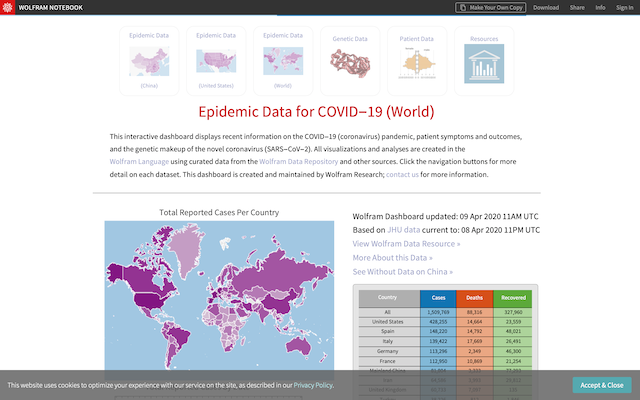 WOLFRAM NOTEBOOK
Make Your Own Copy Download Share Info Sign In
Epidemic Data Epidemic Data Epidemic Data Genetic Data Patient Data Resources
(China) (United States) (World)
Epidemic Data for COVID-19 (World)
This interactive dashboard displays recent information on the COVID-19 (coronavirus) pandemic, patient symptoms and outcomes,
and the genetic makeup of the novel coronavirus (SARS-CoV-2). All visualizations and analyses are created in the
Wolfram Language using curated data from the Wolfram Data Repository and other sources. Click the navigation buttons for more
detail on each dataset. This dashboard is created and maintained by Wolfram Research; contact us for more information.
Total Reported Cases Per Country
Wolfram Dashboard updated: 09 Apr 2020 11AM UTC
Based on JHU data current to: 08 Apr 2020 11PM UTC
View Wolfram Data Resource »
More About this Data »
See Without Data on China »
Country Cases Deaths Recovered
All 1,509,769 88,316 327,960
United States 428,255 14,664 23,559
Spain 148,220 14,792 48,021
Italy 139,422 17,669 26,491
Germany 113,296 2,349 46,300
France 112,950 10,869 21,254
This website uses cookies to optimize your experience with our service on the site, as described in our Privacy Policy.
Accept & Close